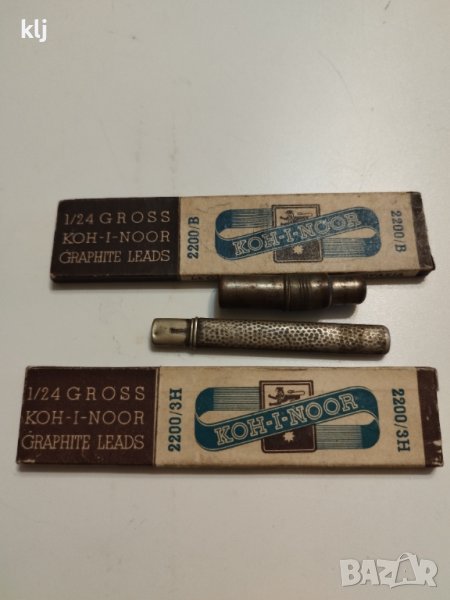 klj
1/24 GROSS
KOH-I-NOOR
GRAPHITE LEADS
2200/B
KOH-I-NOOR
2200/B
1/24 GROSS
KOH-I-NOOR
GRAPHITE LEADS
2200/3H
KOH-I-NOOR
2200/3H
BAZAR